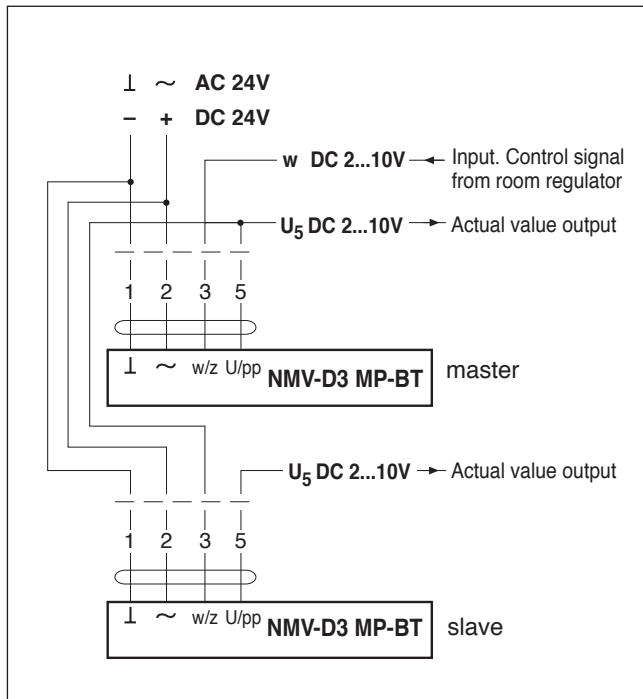 ⊥ ~ AC 24V
– + DC 24V
w DC 2...10V Input. Control signal
from room regulator
U5 DC 2...10V Actual value output
1 2 3 5
⊥ ~ w/z U/pp NMV-D3 MP-BT master
U5 DC 2...10V Actual value output
1 2 3 5
⊥ ~ w/z U/pp NMV-D3 MP-BT slave